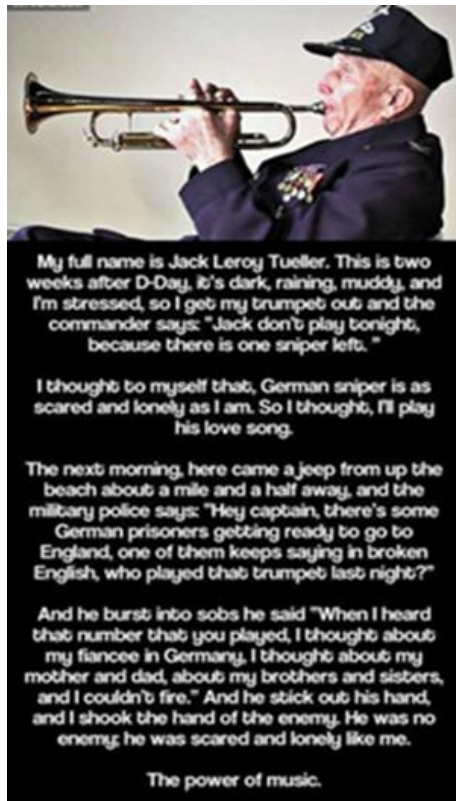 My full name is Jack Leroy Tueller. This is two
weeks after D-Day, it's dark, raining, muddy, and
I'm stressed, so I get my trumpet out and the
commander says: "Jack don't play tonight,
because there is one sniper left. "
I thought to myself that, German sniper is as
scared and lonely as I am. So I thought, I'll play
his love song.
The next morning, here came a jeep from up the
beach about a mile and a half away, and the
military police says: "Hey captain, there's some
German prisoners getting ready to go to
England, one of them keeps saying in broken
English, who played that trumpet last night?"
And he burst into sobs he said "When I heard
that number that you played, I thought about
my fiancee in Germany, I thought about my
mother and dad, about my brothers and sisters,
and I couldn't fire." And he stick out his hand,
and I shook the hand of the enemy. He was no
enemy; he was scared and lonely like me.
The power of music.